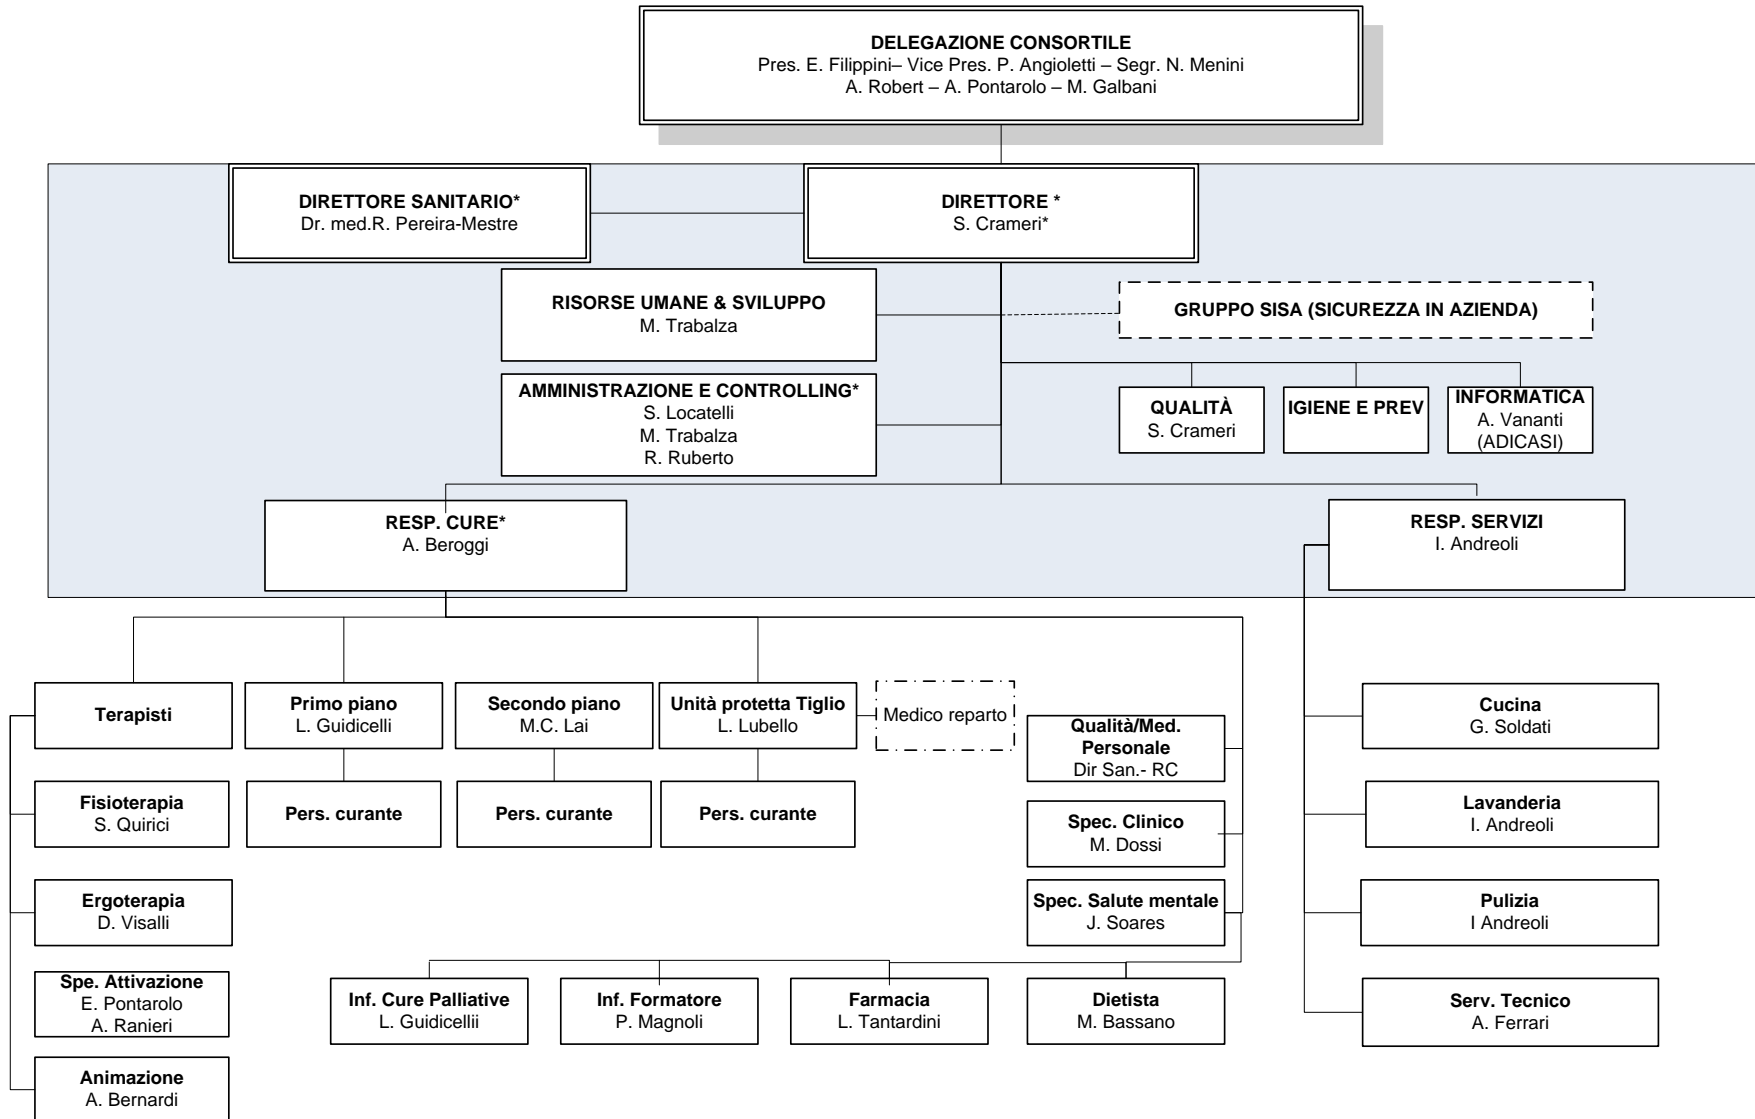 DELEGAZIONE CONSORTILE
Pres. E. Filippini– Vice Pres. P. Angioletti – Segr. N. Menini
A. Robert – A. Pontarolo – M. Galbani
DIRETTORE SANITARIO*
Dr. med.R. Pereira-Mestre
DIRETTORE *
S. Crameri*
RISORSE UMANE & SVILUPPO
M. Trabalza
GRUPPO SISA (SICUREZZA IN AZIENDA)
AMMINISTRAZIONE E CONTROLLING*
S. Locatelli
M. Trabalza
R. Ruberto
QUALITÀ
S. Crameri
IGIENE E PREV
INFORMATICA
A. Vananti
(ADICASI)
RESP. CURE*
A. Beroggi
RESP. SERVIZI
I. Andreoli
Terapisti
Primo piano
L. Guidicelli
Secondo piano
M.C. Lai
Unità protetta Tiglio
L. Lubello
Medico reparto
Qualità/Med.
Personale
Dir San.- RC
Cucina
G. Soldati
Fisioterapia
S. Quirici
Pers. curante
Pers. curante
Pers. curante
Spec. Clinico
M. Dossi
Lavanderia
I. Andreoli
Ergoterapia
D. Visalli
Spec. Salute mentale
J. Soares
Pulizia
I Andreoli
Spe. Attivazione
E. Pontarolo
A. Ranieri
Inf. Cure Palliative
L. Guidicellii
Inf. Formatore
P. Magnoli
Farmacia
L. Tantardini
Dietista
M. Bassano
Serv. Tecnico
A. Ferrari
Animazione
A. Bernardi